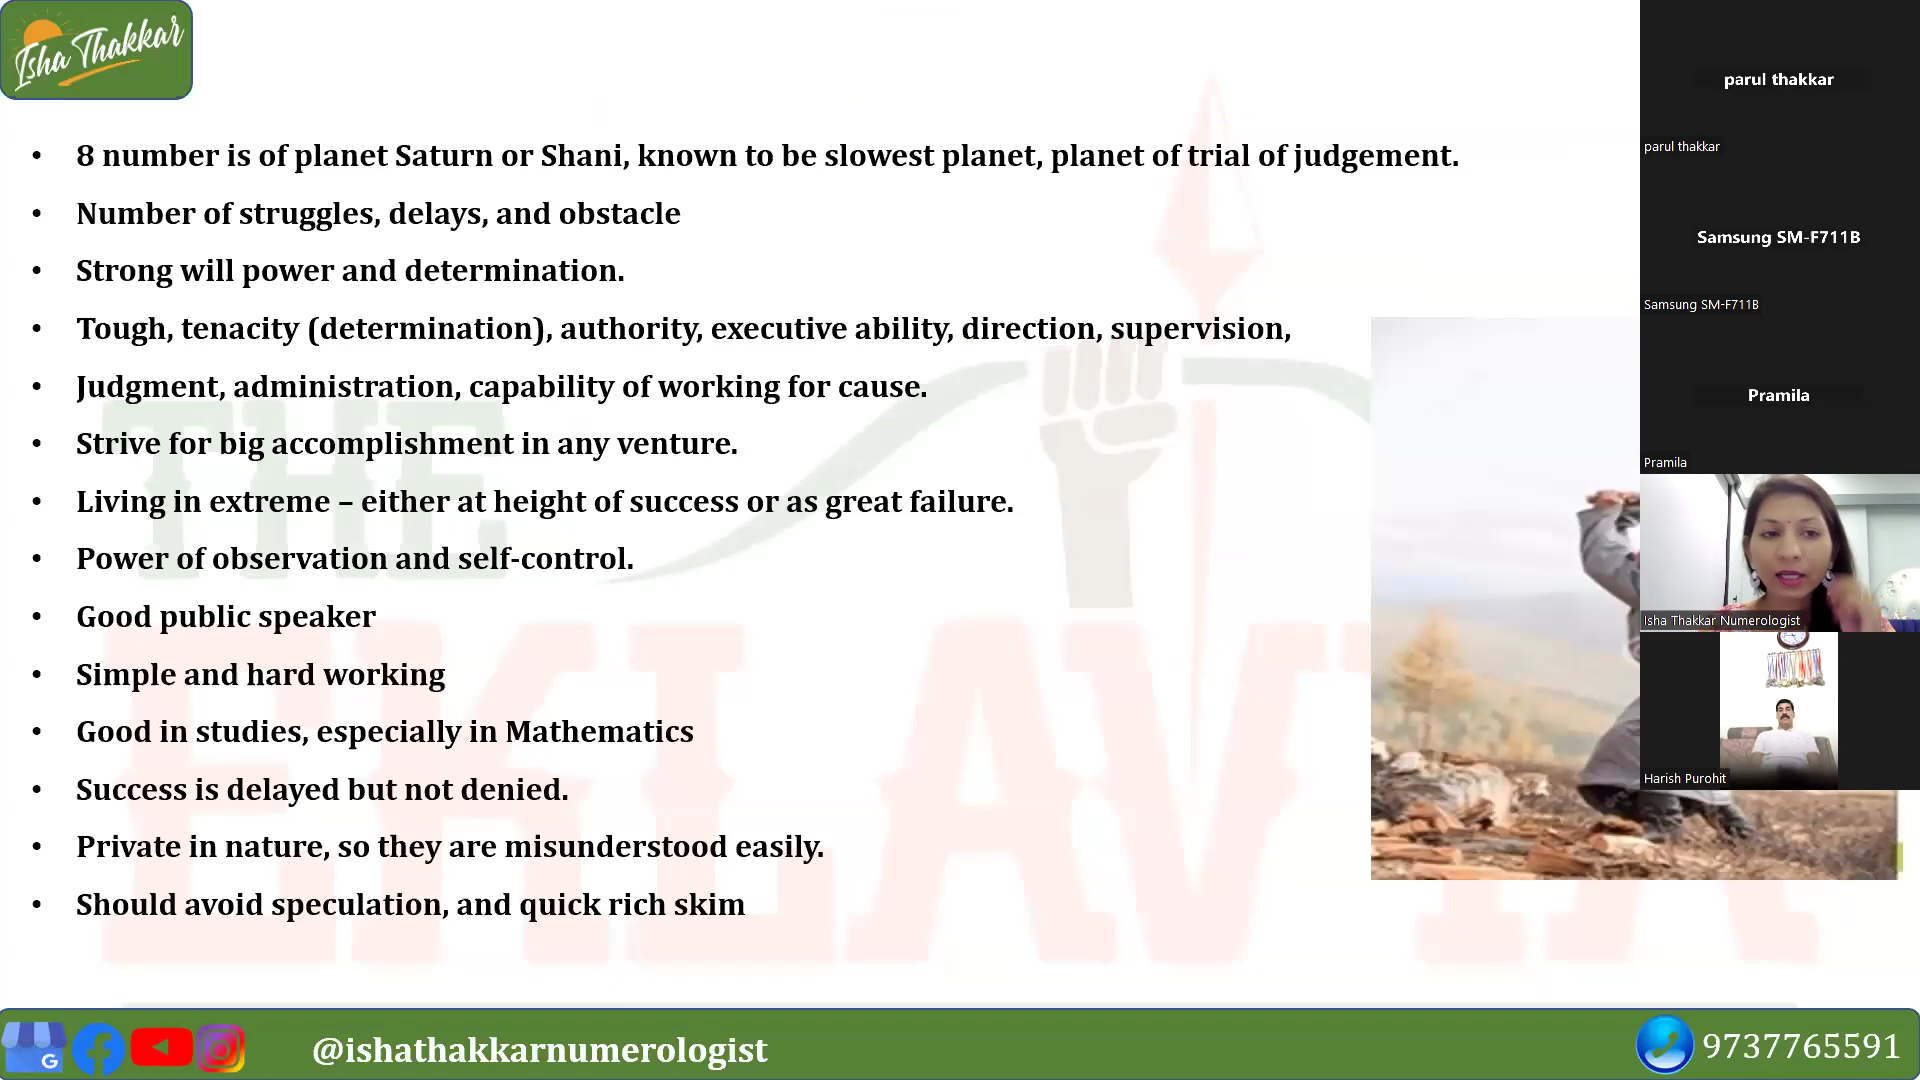 Isha Thakkar
• 8 number is of planet Saturn or Shani, known to be slowest planet, planet of trial of judgement.
• Number of struggles, delays, and obstacle
• Strong will power and determination.
• Tough, tenacity (determination), authority, executive ability, direction, supervision,
• Judgment, administration, capability of working for cause.
• Strive for big accomplishment in any venture.
• Living in extreme – either at height of success or as great failure.
• Power of observation and self-control.
• Good public speaker
• Simple and hard working
• Good in studies, especially in Mathematics
• Success is delayed but not denied.
• Private in nature, so they are misunderstood easily.
• Should avoid speculation, and quick rich skim
THE
EKLAVYA
parul thakkar
parul thakkar
Samsung SM-F711B
Samsung SM-F711B
Pramila
Pramila
Isha Thakkar Numerologist
Harish Purohit
G
@ishathakkarnumerologist
9737765591